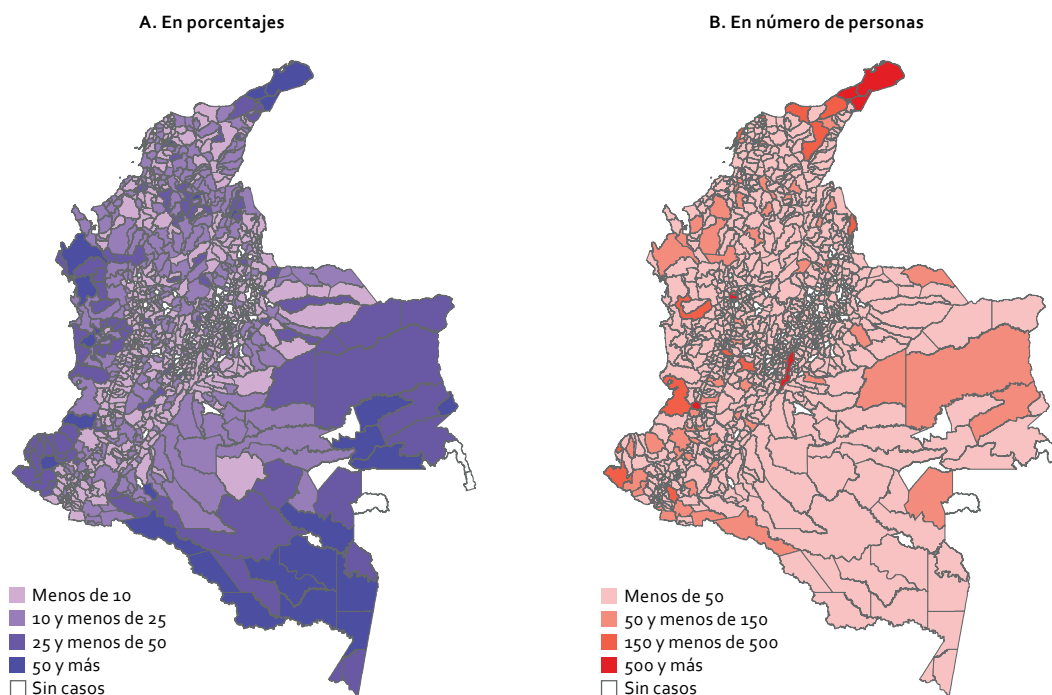 A. En porcentajes
Menos de 10
10 y menos de 25
25 y menos de 50
50 y más
Sin casos
B. En número de personas
Menos de 50
50 y menos de 150
150 y menos de 500
500 y más
Sin casos